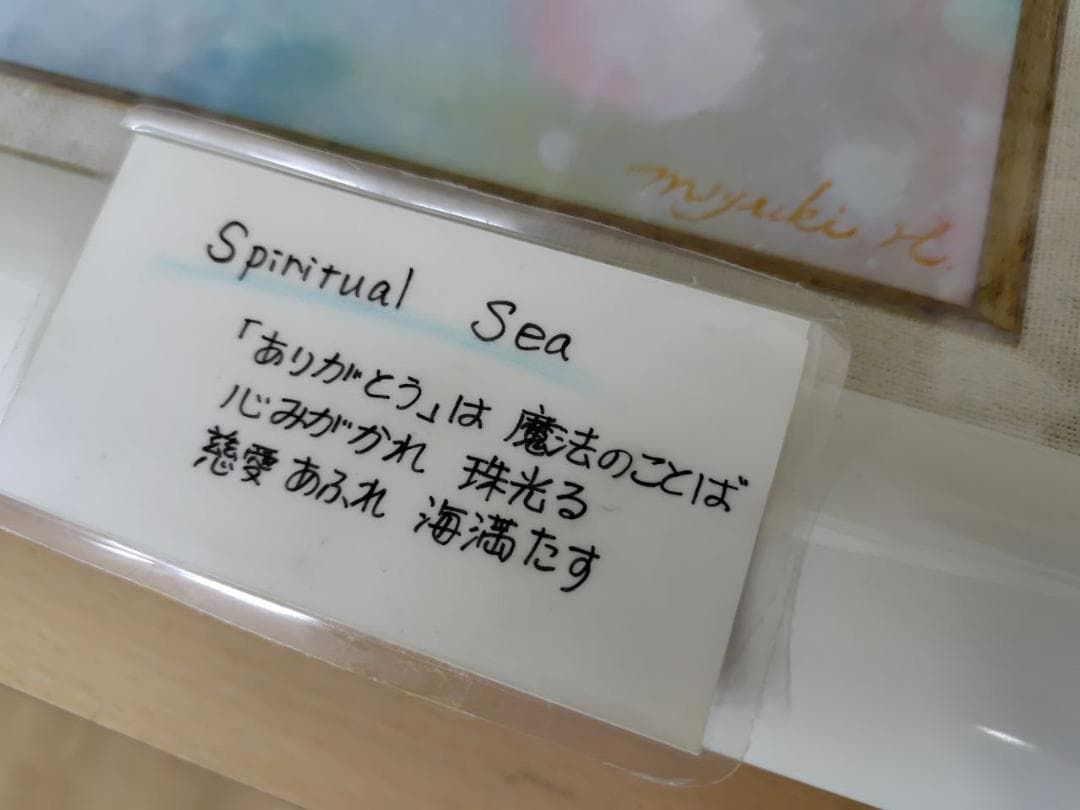 miyuki. H.
Spiritual Sea
「ありがとう」は 魔法のことば
心みがかれ 珠光る
慈愛 あふれ 海満たす